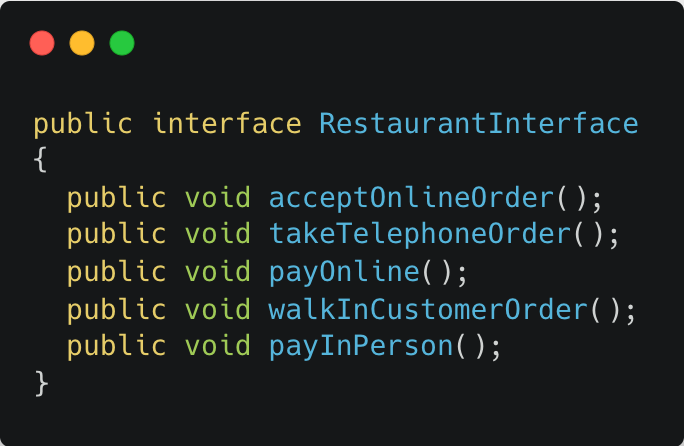 public interface RestaurantInterface
{
  public void acceptOnlineOrder();
  public void takeTelephoneOrder();
  public void payOnline();
  public void walkInCustomerOrder();
  public void payInPerson();
}